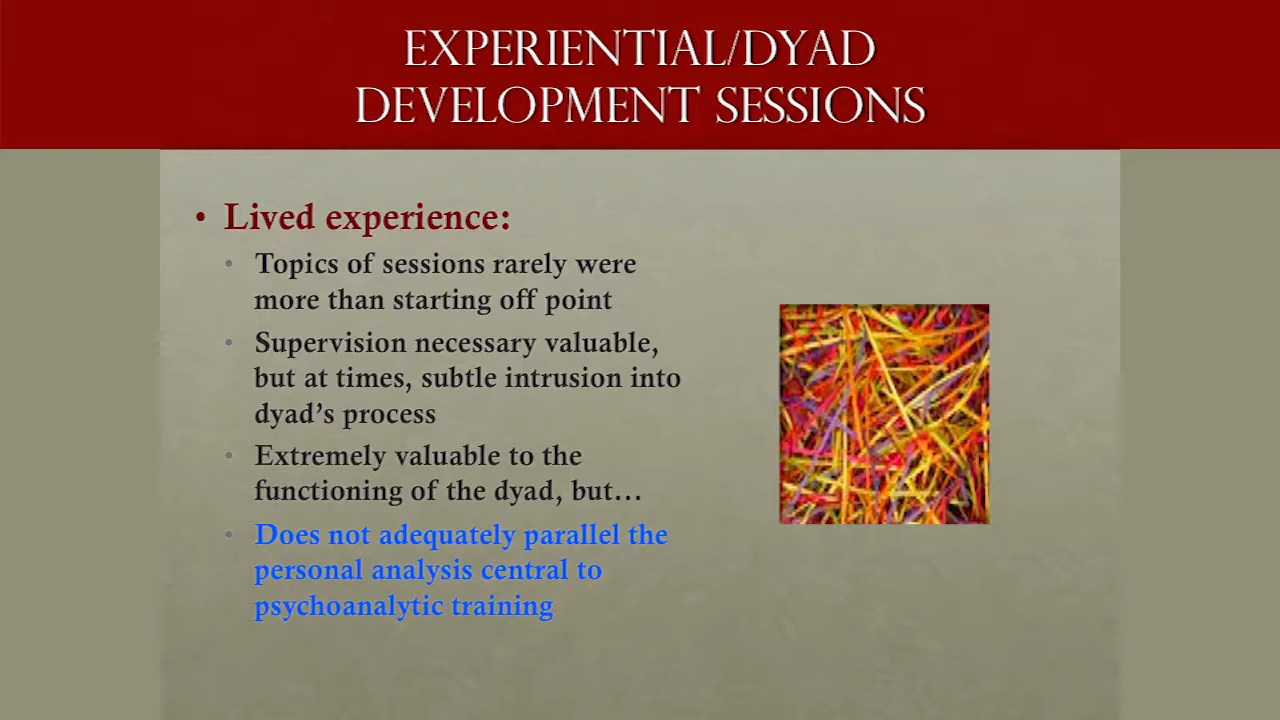 EXPERIENTIAL/DYAD
DEVELOPMENT SESSIONS
• Lived experience:
• Topics of sessions rarely were
more than starting off point
• Supervision necessary valuable,
but at times, subtle intrusion into
dyad’s process
• Extremely valuable to the
functioning of the dyad, but…
• Does not adequately parallel the
personal analysis central to
psychoanalytic training